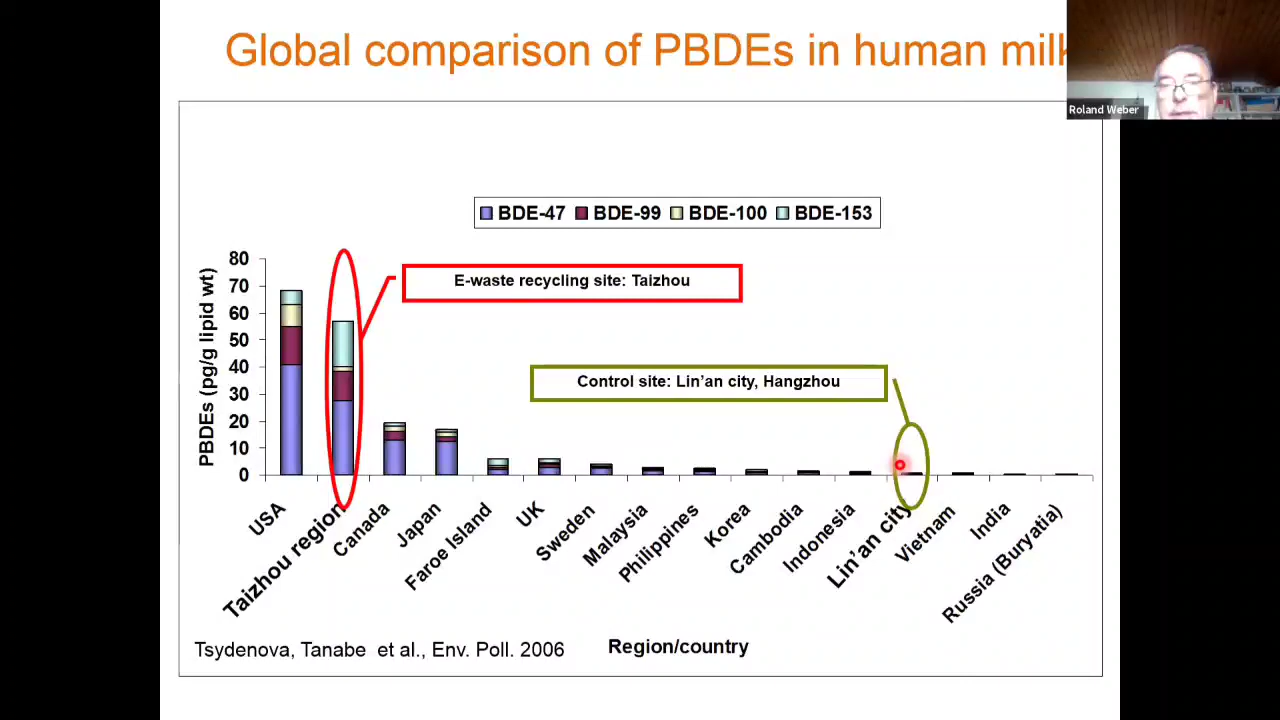 Global comparison of PBDEs in human mil
Roland Weber
BDE-47 BDE-99 BDE-100 BDE-153
80
70
60
50
40
30
20
10
0
PBDEs (pg/g lipid wt)
E-waste recycling site: Taizhou
Control site: Lin'an city, Hangzhou
USA
Taizhou region
Canada
Japan
Faroe Island
UK
Sweden
Malaysia
Philippines
Korea
Cambodia
Indonesia
Lin'an city
Vietnam
India
Russia (Buryatia)
Tsydenova, Tanabe et al., Env. Poll. 2006
Region/country